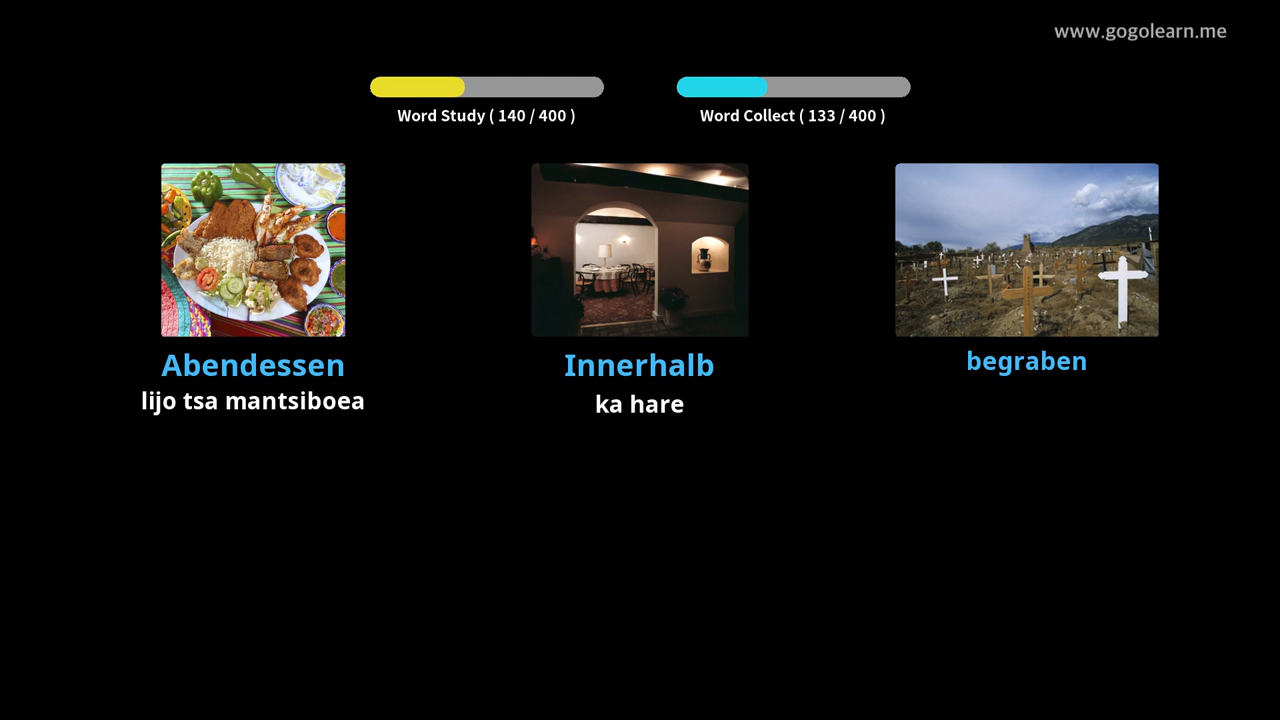 www.gogolearn.me
Word Study ( 140 / 400 )
Word Collect ( 133 / 400 )
Abendessen
lijo tsa mantsiboea
Innerhalb
ka hare
begraben